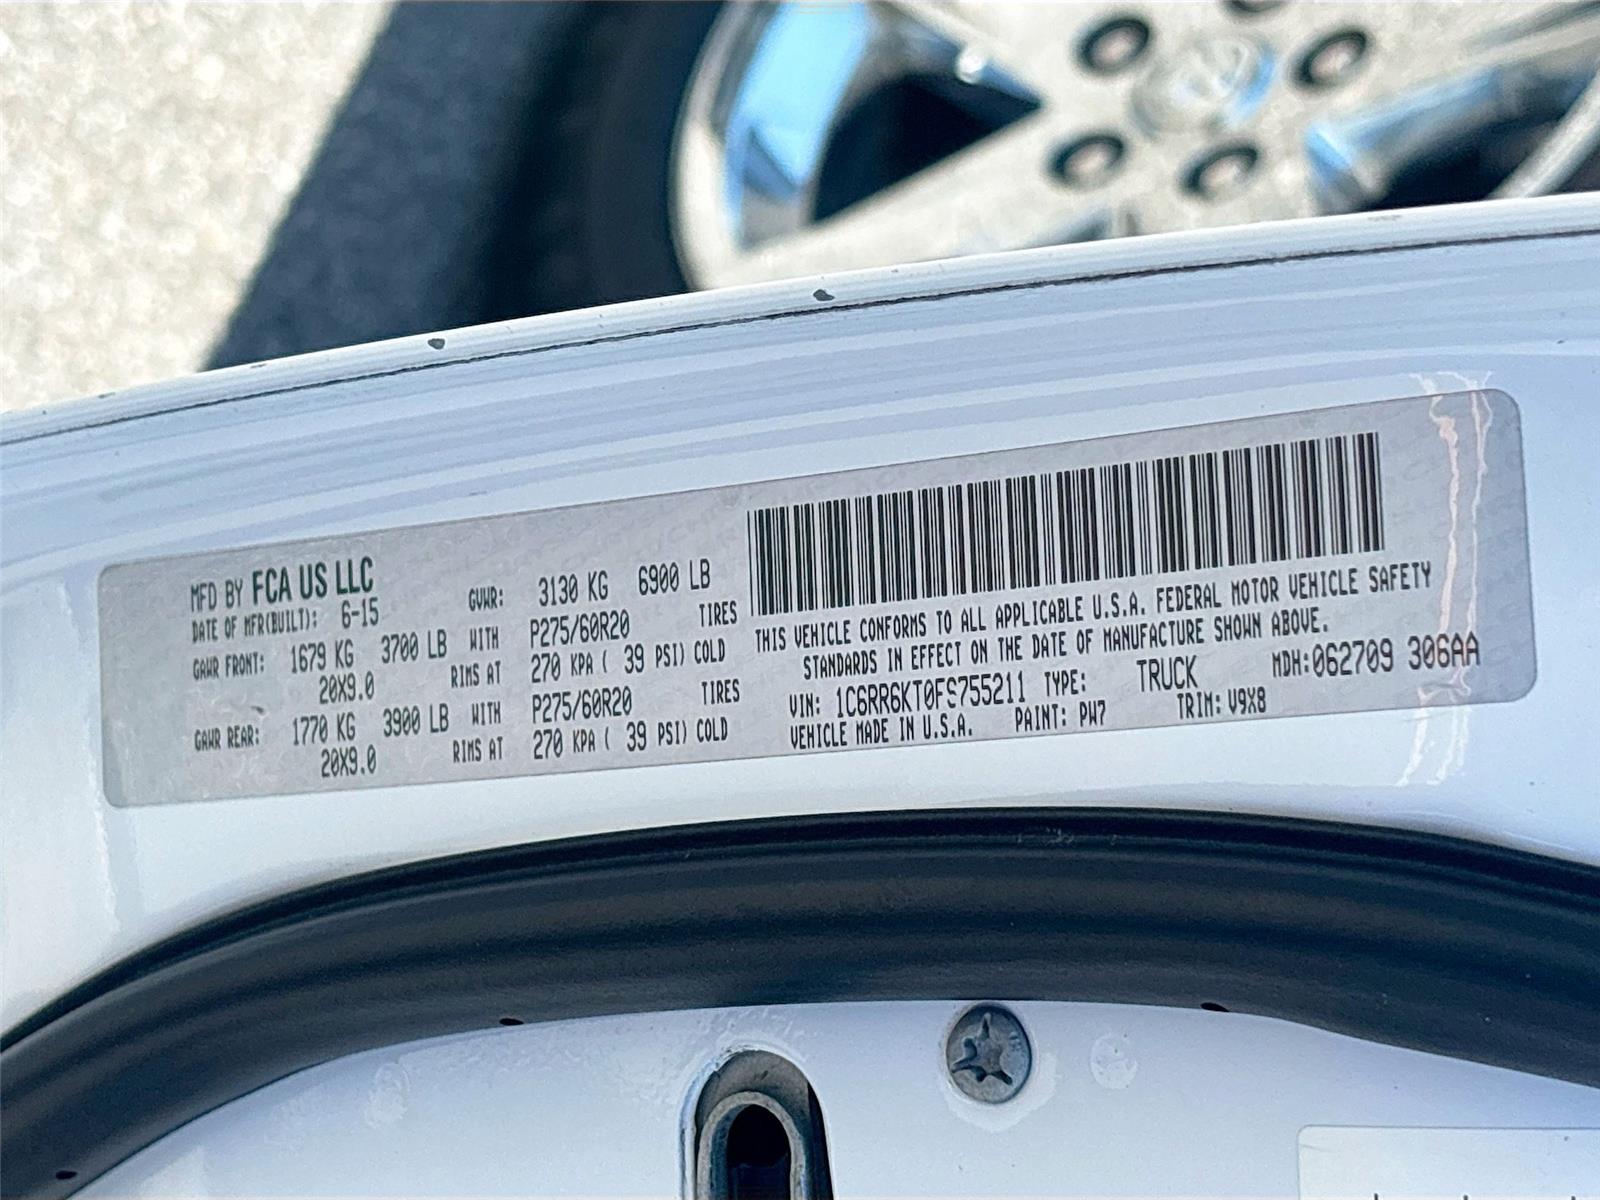 MFD BY FCA US LLC
DATE OF MFR(BUILT): 6-15
GVWR: 3130 KG 6900 LB
GAWR FRONT: 1679 KG 3700 LB WITH P275/60R20 TIRES
20X9.0 RIMS AT 270 KPA ( 39 PSI) COLD
GAWR REAR: 1770 KG 3900 LB WITH P275/60R20 TIRES
20X9.0 RIMS AT 270 KPA ( 39 PSI) COLD
THIS VEHICLE CONFORMS TO ALL APPLICABLE U.S.A. FEDERAL MOTOR VEHICLE SAFETY
STANDARDS IN EFFECT ON THE DATE OF MANUFACTURE SHOWN ABOVE.
MDH:062709 306AA
VIN: 1C6RR6KT0FS755211 TYPE: TRUCK
VEHICLE MADE IN U.S.A. PAINT: PW7 TRIM: V9X8